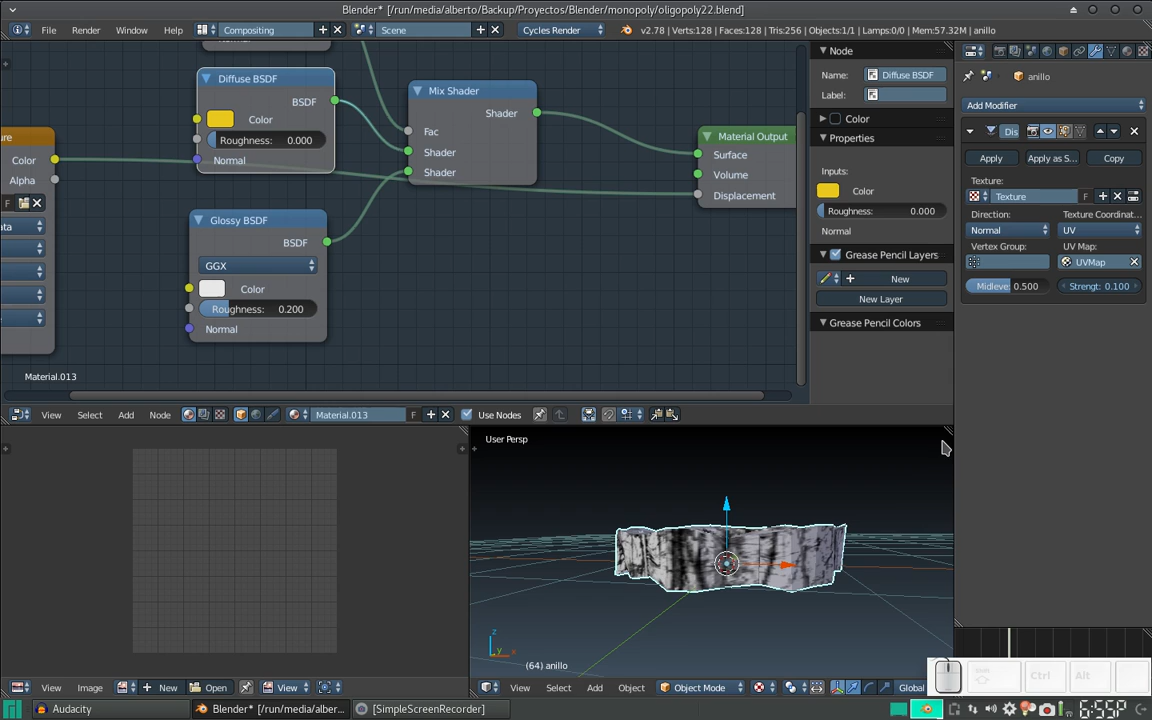 Blender* [/run/media/alberto/Backup/Proyectos/Blender/monopoly/oligopoly22.blend]
File Render Window Help Compositing Scene Cycles Render v2.78 | Verts:128 | Faces:128 | Tris:256 | Objects:1/1 | Lamps:0/0 | Mem:57.32M | anillo
Diffuse BSDF
BSDF
Color
Roughness: 0.000
Normal
Color
Alpha
F
Mix Shader
Shader
Fac
Shader
Shader
Material Output
Surface
Volume
Displacement
Glossy BSDF
BSDF
GGX
Color
Roughness: 0.200
Normal
Material.013
Node
Name: Diffuse BSDF
Label:
Color
Properties
Inputs:
Color
Roughness: 0.000
Normal
Grease Pencil Layers
New
New Layer
Grease Pencil Colors
anillo
Add Modifier
Dis
Apply Apply as S... Copy
Texture:
Texture F
Direction: Texture Coordinat...
Normal UV
Vertex Group: UV Map:
UVMap
Midleve: 0.500 Strengt: 0.100
View Select Add Node Material.013 F Use Nodes
User Persp
(64) anillo
View Image New Open View
View Select Add Object Object Mode Global
Ctrl Alt
Audacity Blender* [/run/media/alber... [SimpleScreenRecorder] 6:55P